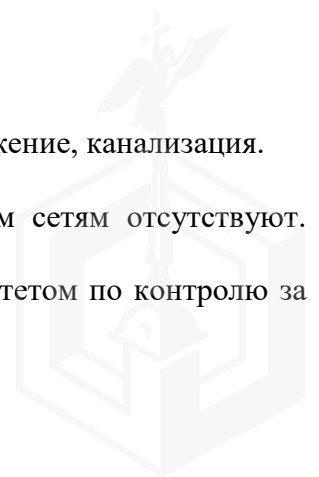 жение, канализация.
м сетям отсутствуют.
тетом по контролю за